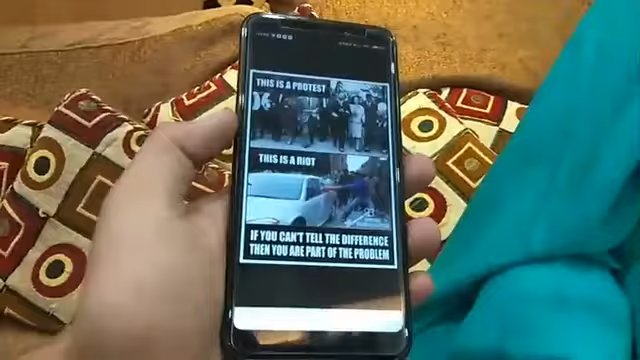 THIS IS A PROTEST
THIS IS A RIOT
IF YOU CAN'T TELL THE DIFFERENCE
THEN YOU ARE PART OF THE PROBLEM